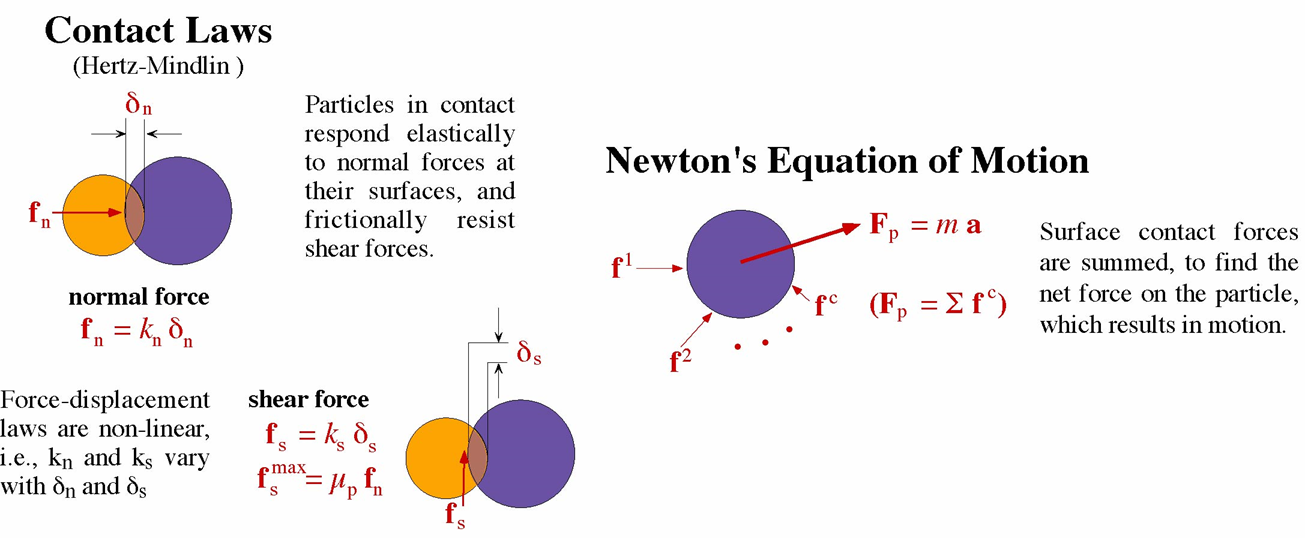 Contact Laws
(Hertz-Mindlin )
δn
fn
Particles in contact
respond elastically
to normal forces at
their surfaces, and
frictionally resist
shear forces.
normal force
fn = kn δn
Force-displacement
laws are non-linear,
i.e., kn and ks vary
with δn and δs
shear force
fs = ks δs
fs max = μp fn
δs
fs
Newton's Equation of Motion
Fp = m a
f1
f2
fc
(Fp = Σ fc)
Surface contact forces
are summed, to find the
net force on the particle,
which results in motion.